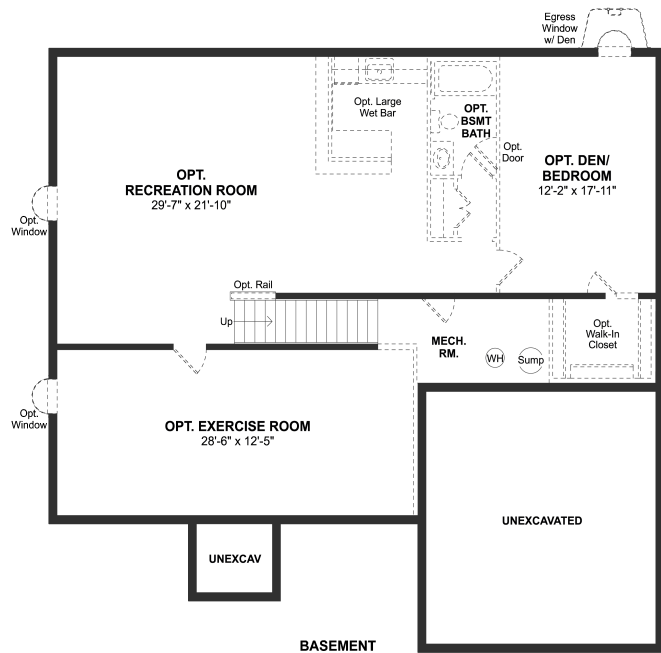 Egress
Window
w/ Den
Opt. Large
Wet Bar
OPT.
BSMT
BATH
Opt.
Door
OPT. DEN/
BEDROOM
12'-2" x 17'-11"
OPT.
RECREATION ROOM
29'-7" x 21'-10"
Opt.
Window
Opt. Rail
Up
MECH.
RM.
WH
Sump
Opt.
Walk-In
Closet
Opt.
Window
OPT. EXERCISE ROOM
28'-6" x 12'-5"
UNEXCAVATED
UNEXCAV
BASEMENT